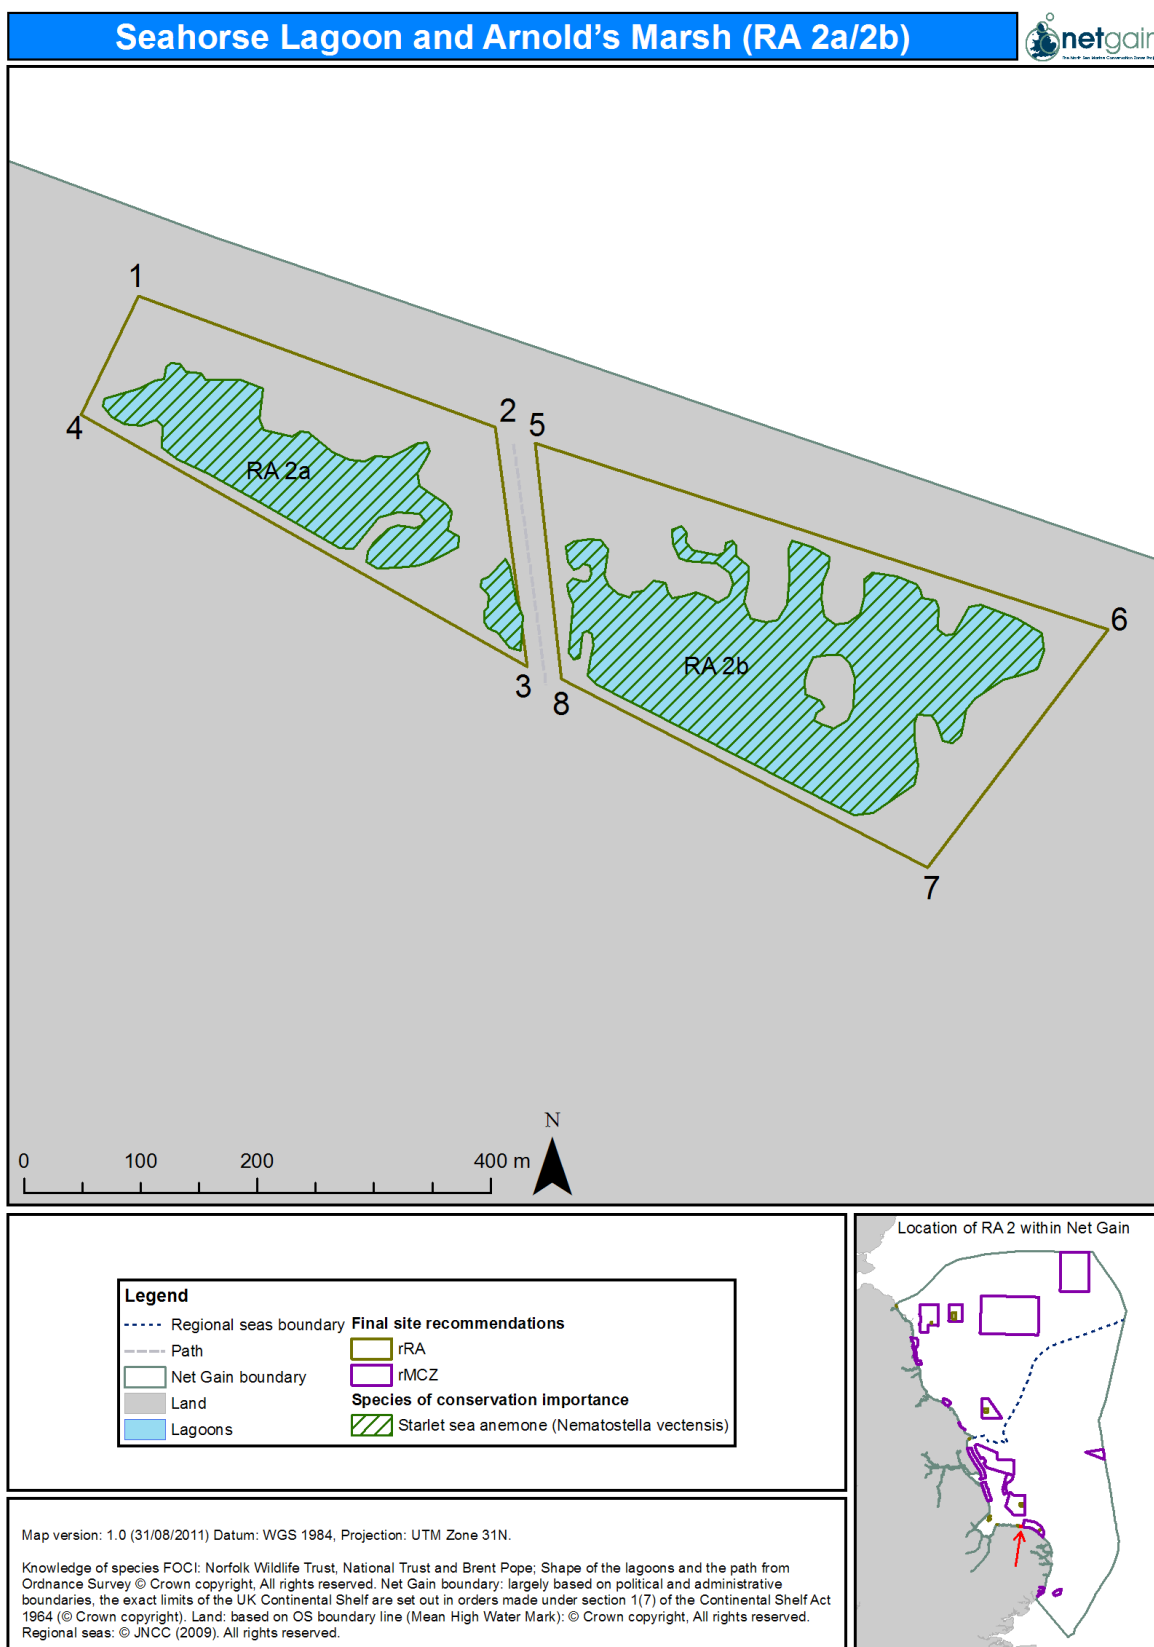 Seahorse Lagoon and Arnold's Marsh (RA 2a/2b)
netgain
1
2
5
4
RA 2a
6
RA 2b
3
8
7
N
0 100 200 400 m
Location of RA 2 within Net Gain
Legend
Regional seas boundary
Path
Net Gain boundary
Land
Lagoons
Final site recommendations
rRA
rMCZ
Species of conservation importance
Starlet sea anemone (Nematostella vectensis)
Map version: 1.0 (31/08/2011) Datum: WGS 1984, Projection: UTM Zone 31N.
Knowledge of species FOCI: Norfolk Wildlife Trust, National Trust and Brent Pope; Shape of the lagoons and the path from
Ordnance Survey © Crown copyright, All rights reserved. Net Gain boundary: largely based on political and administrative
boundaries, the exact limits of the UK Continental Shelf are set out in orders made under section 1(7) of the Continental Shelf Act
1964 (© Crown copyright). Land: based on OS boundary line (Mean High Water Mark): © Crown copyright, All rights reserved.
Regional seas: © JNCC (2009). All rights reserved.